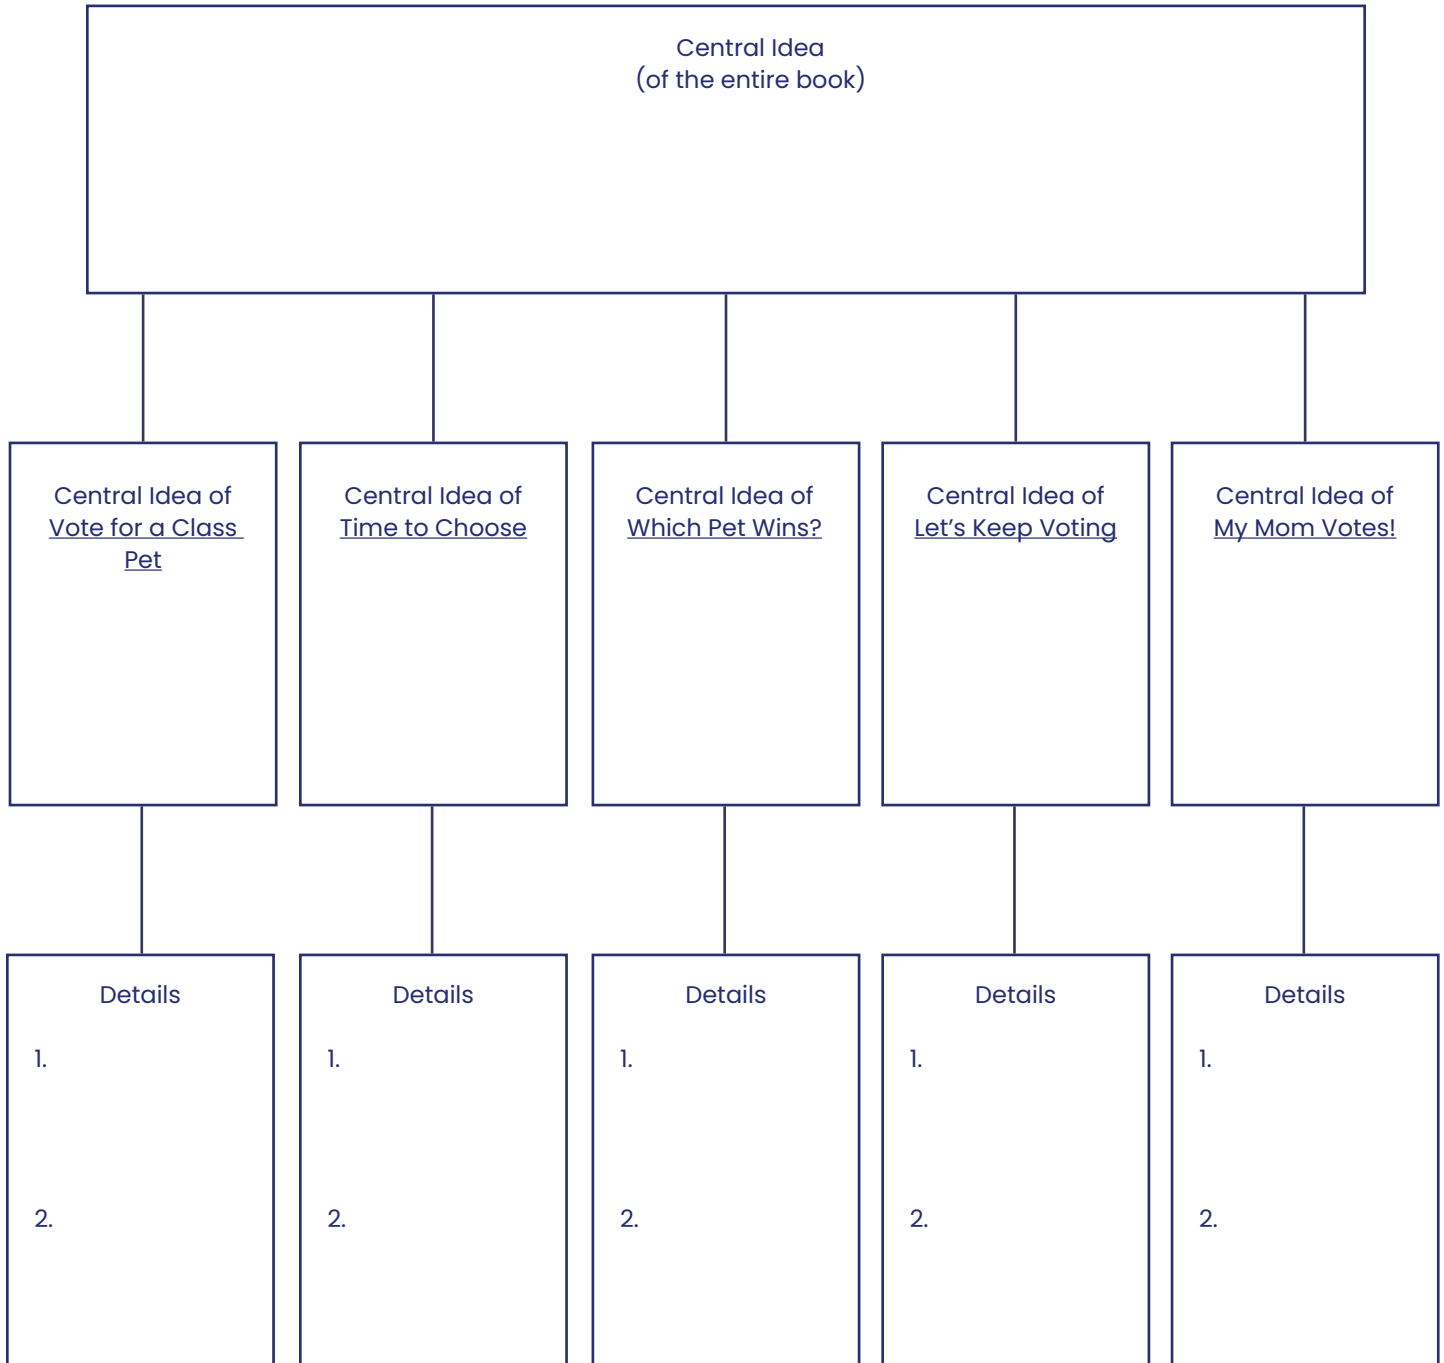 Central Idea
(of the entire book)
Central Idea of
Vote for a Class
Pet
Central Idea of
Time to Choose
Central Idea of
Which Pet Wins?
Central Idea of
Let’s Keep Voting
Central Idea of
My Mom Votes!
Details
1.
2.
Details
1.
2.
Details
1.
2.
Details
1.
2.
Details
1.
2.